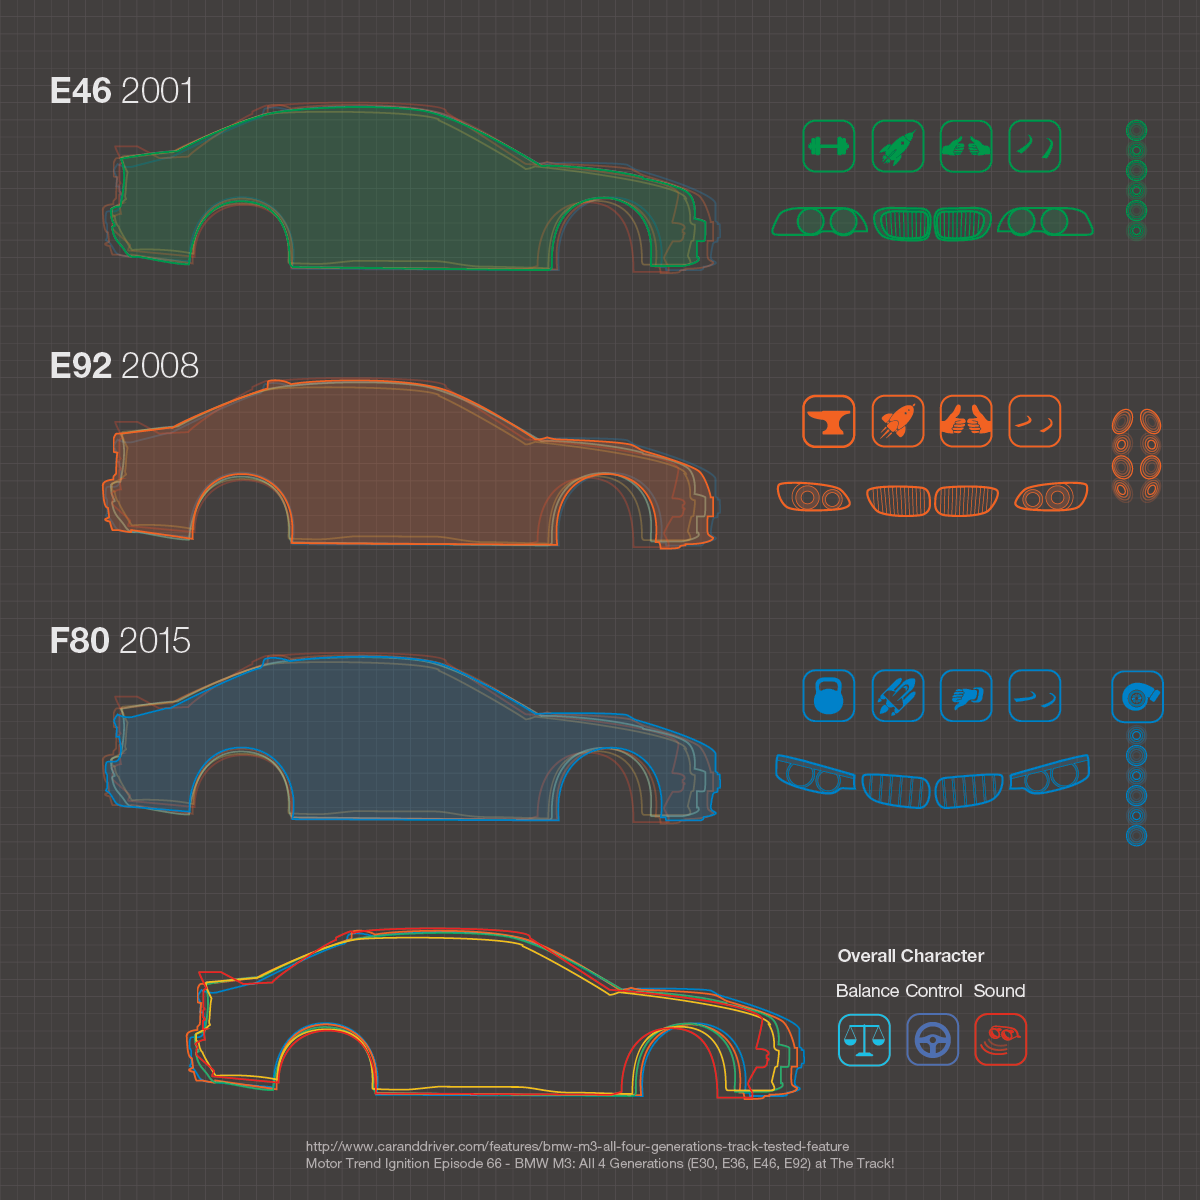 E46 2001
E92 2008
F80 2015
Overall Character
Balance Control Sound
http://www.caranddriver.com/features/bmw-m3-all-four-generations-track-tested-feature
Motor Trend Ignition Episode 66 - BMW M3: All 4 Generations (E30, E36, E46, E92) at The Track!